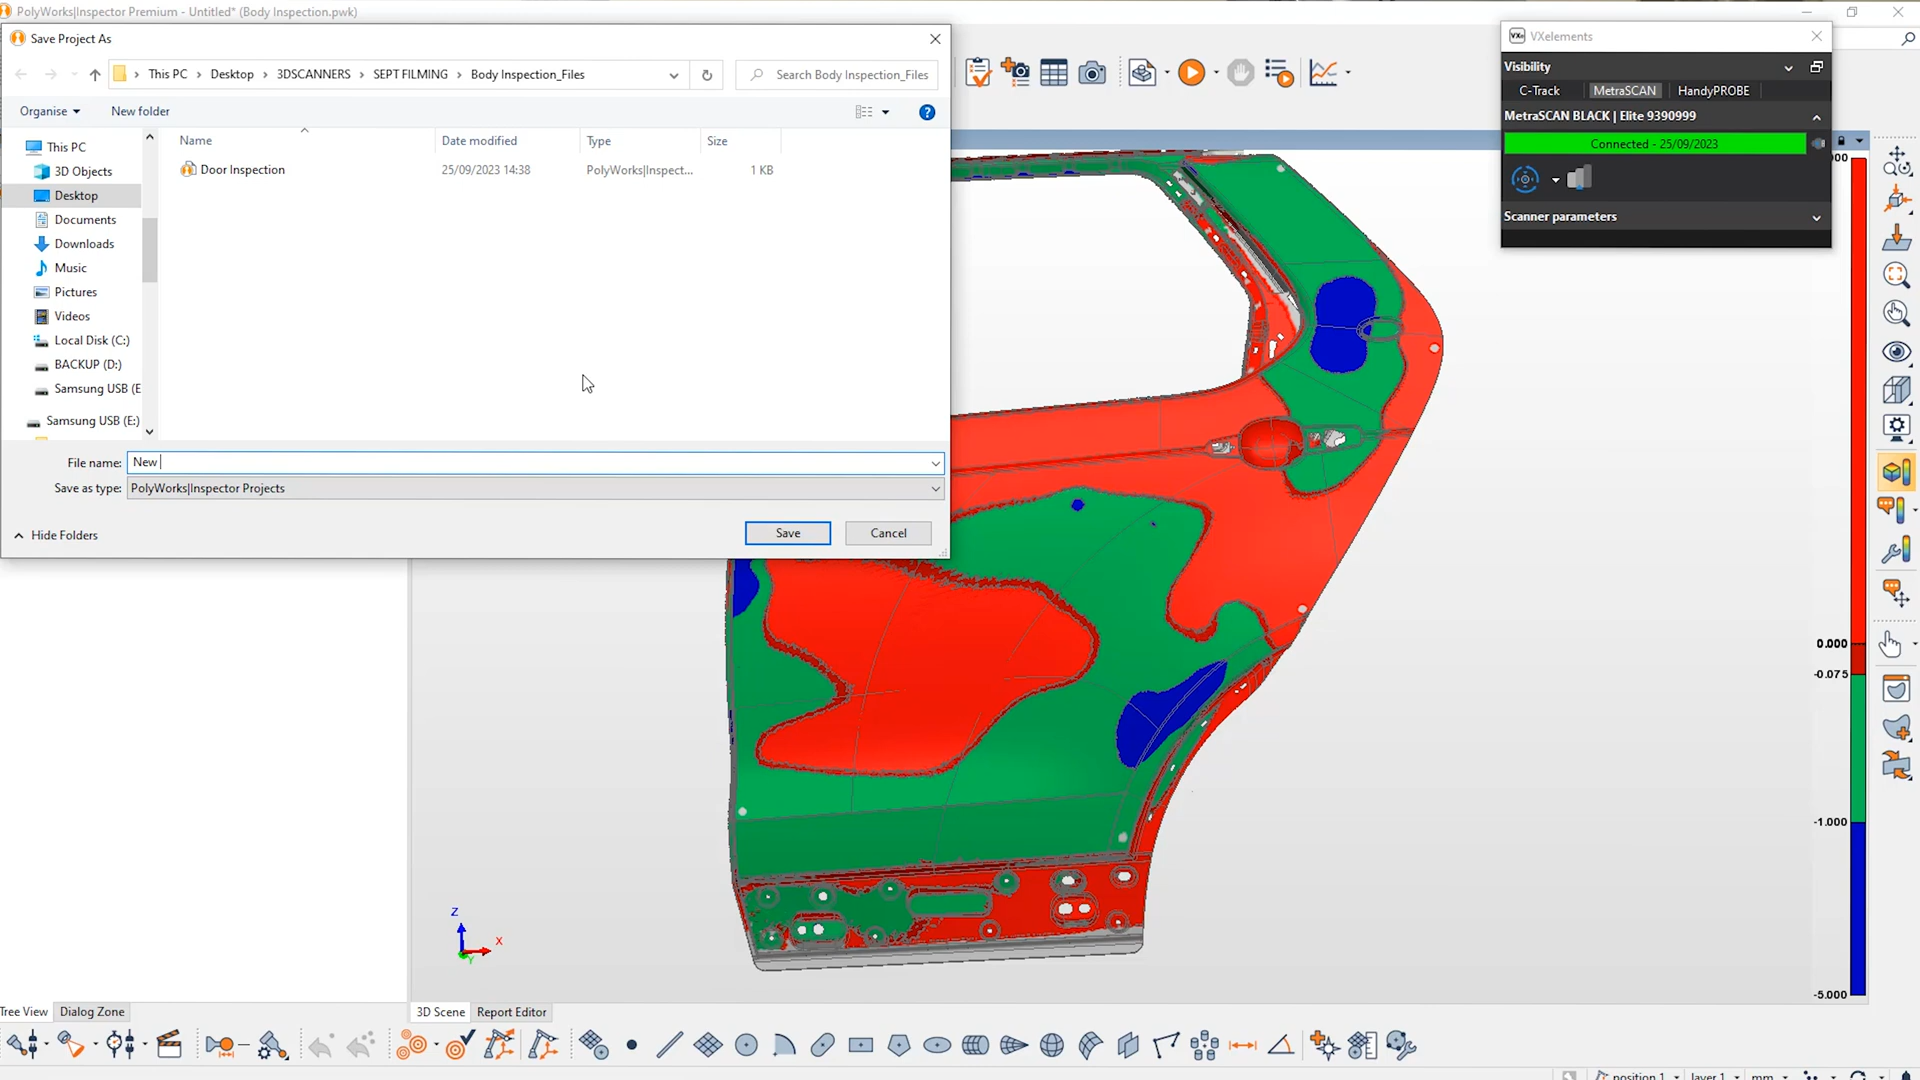 PolyWorks|Inspector Premium - Untitled* (Body Inspection.pwk)
Save Project As
This PC > Desktop > 3DSCANNERS > SEPT FILMING > Body Inspection_Files
Search Body Inspection_Files
Organise
New folder
Name
Date modified
Type
Size
This PC
3D Objects
Desktop
Documents
Downloads
Music
Pictures
Videos
Local Disk (C:)
BACKUP (D:)
Samsung USB (E
Samsung USB (E:)
Door Inspection
25/09/2023 14:38
PolyWorks|Inspect...
1 KB
File name:
New
Save as type:
PolyWorks|Inspector Projects
Hide Folders
Save
Cancel
VXelements
Visibility
C-Track
MetraSCAN
HandyPROBE
MetraSCAN BLACK | Elite 9390999
Connected - 25/09/2023
Scanner parameters
0.000
-0.075
-1.000
-5.000
Z
X
Y
Tree View
Dialog Zone
3D Scene
Report Editor
position 1
layer 1
mm